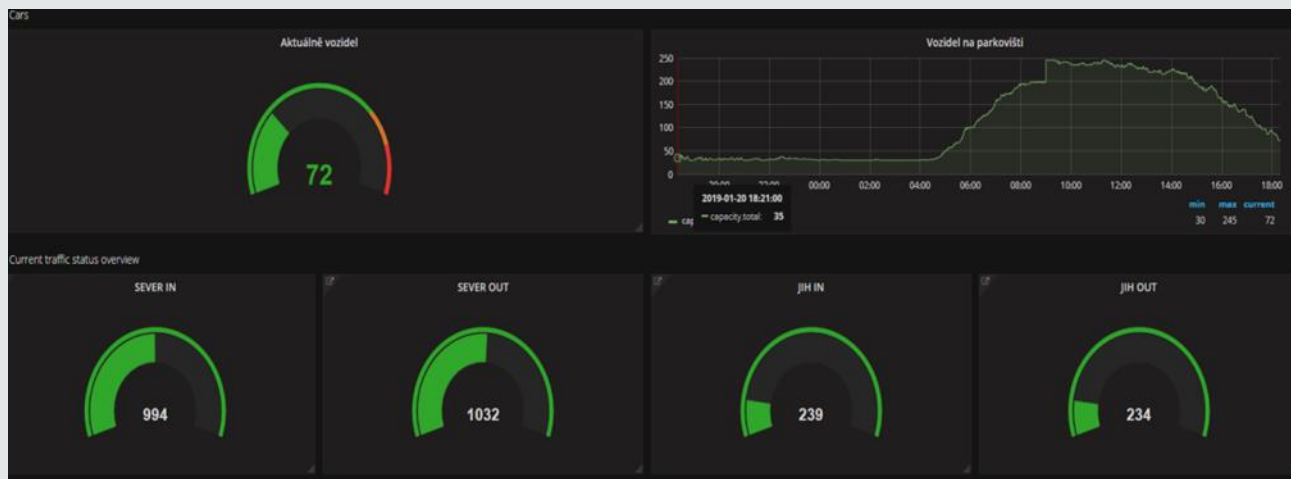 Cars
Aktuálně vozidel
72
Vozidel na parkovišti
250
200
150
100
50
0
20:00 22:00 00:00 02:00 04:00 06:00 08:00 10:00 12:00 14:00 16:00 18:00
2019-01-20 18:21:00
capacity.total: 35
cap
min max current
30 245 72
Current traffic status overview
SEVER IN
994
SEVER OUT
1032
JIH IN
239
JIH OUT
234